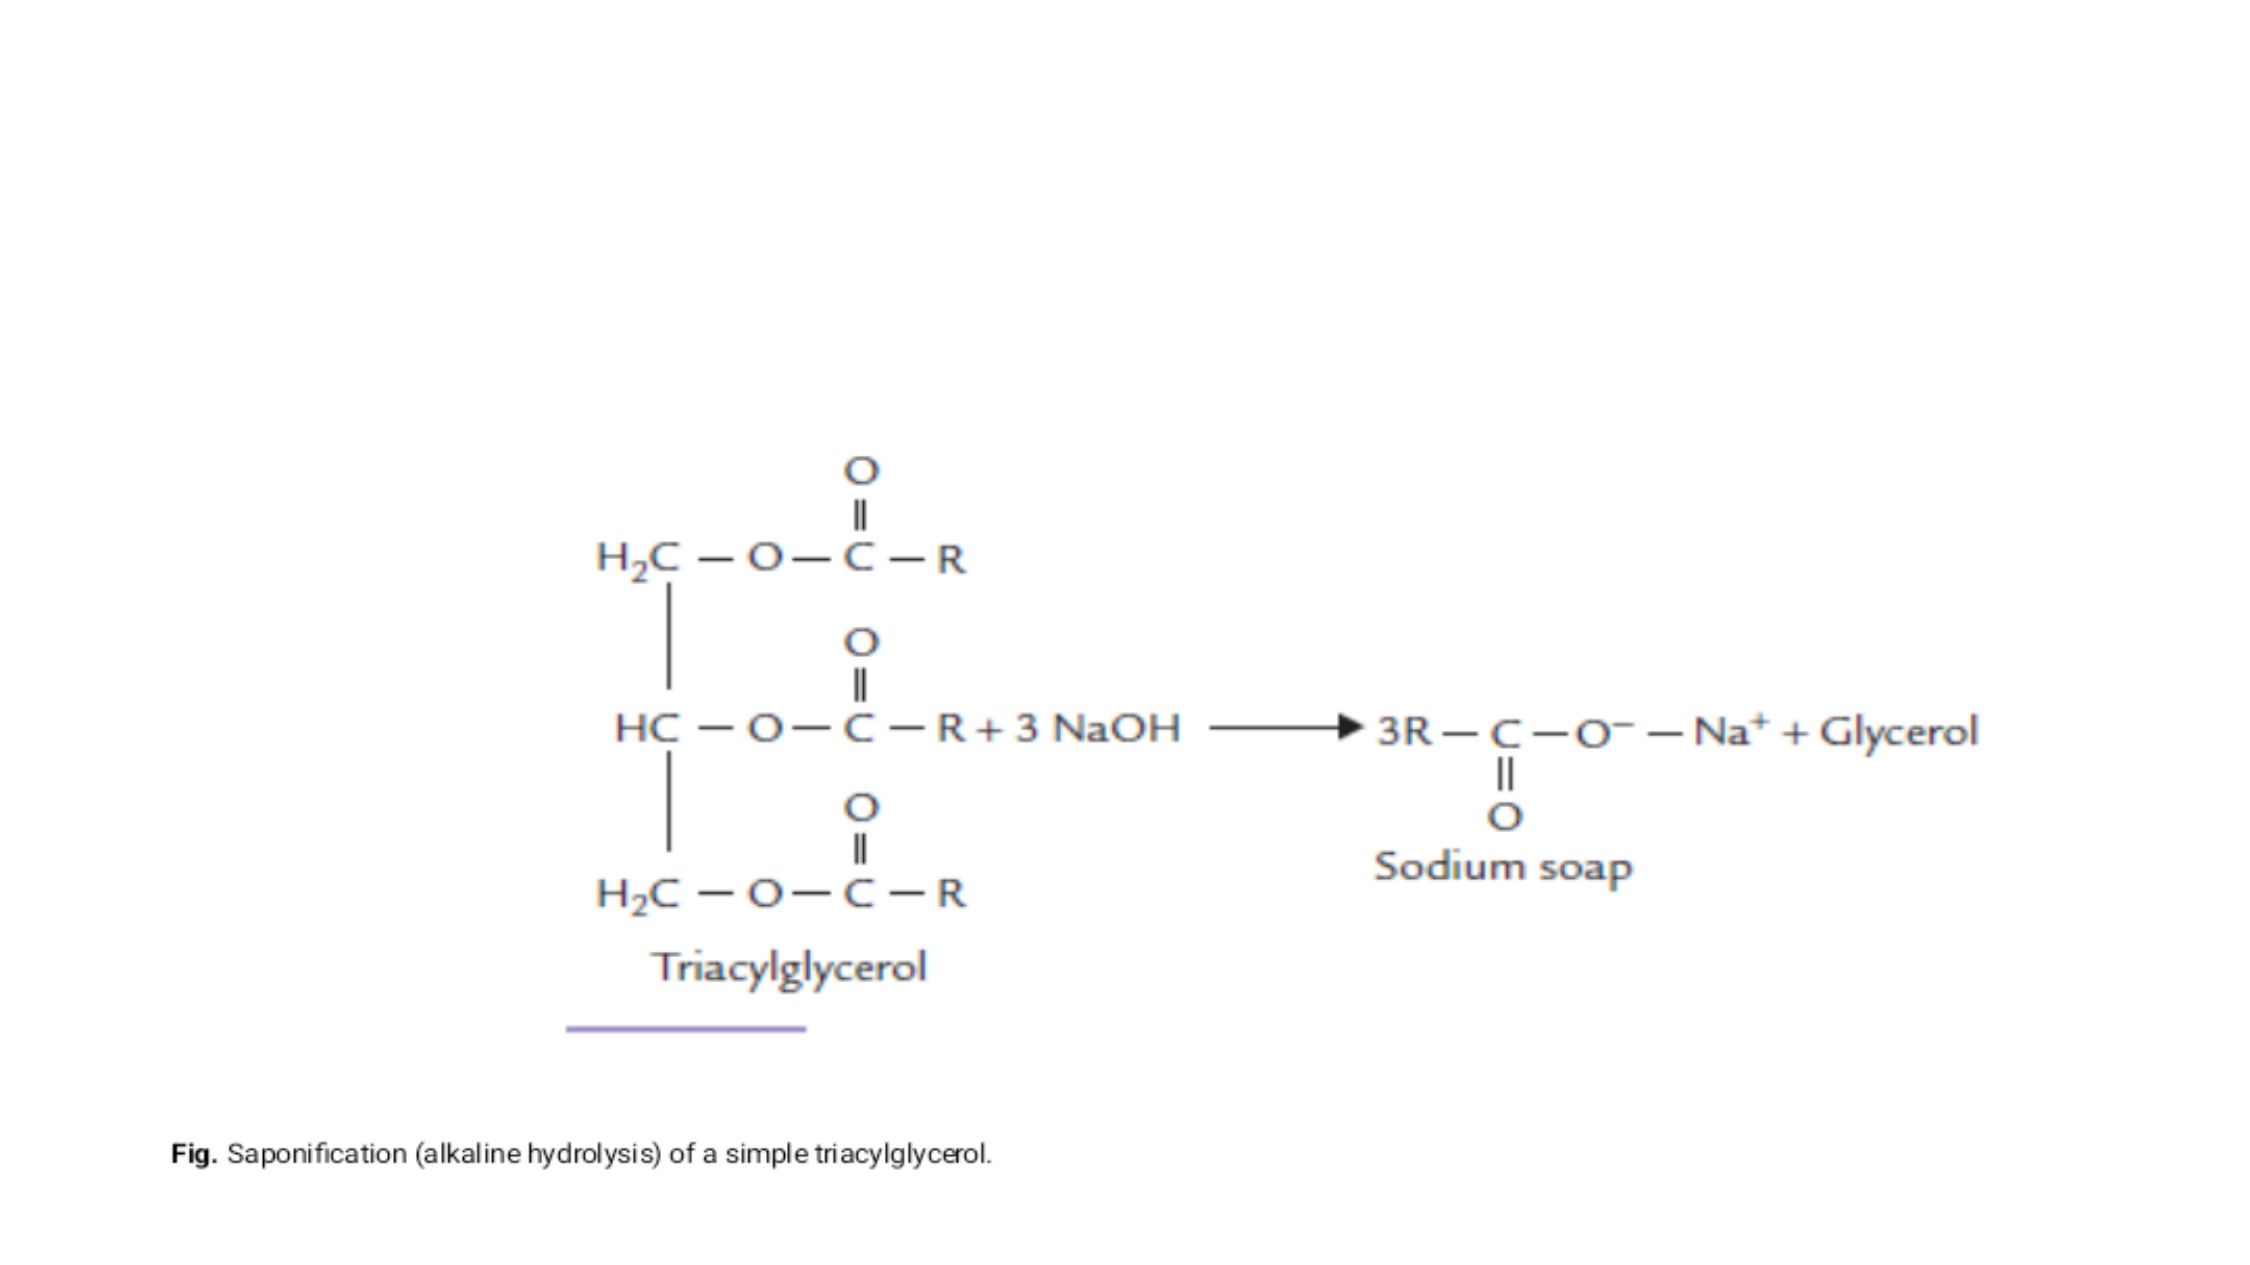 O
||
H₂C — O — C — R
O
||
HC — O — C — R + 3 NaOH ⟶ 3R — C — O⁻ — Na⁺ + Glycerol
||
O
O
||
H₂C — O — C — R
Sodium soap
Triacylglycerol
Fig. Saponification (alkaline hydrolysis) of a simple triacylglycerol.